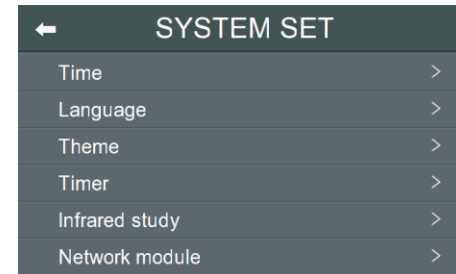 SYSTEM SET
Time
Language
Theme
Timer
Infrared study
Network module